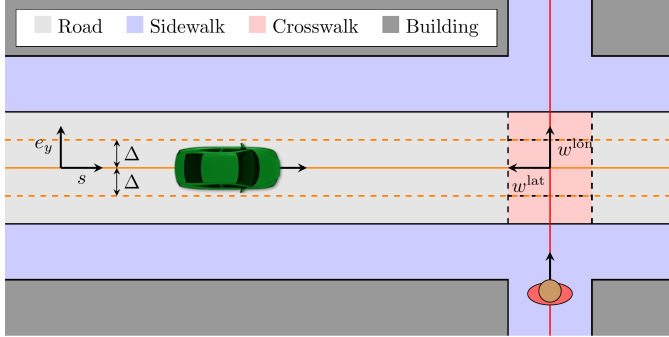 Road Sidewalk Crosswalk Building
e_y
Δ
w^lon
s
Δ
w^lat